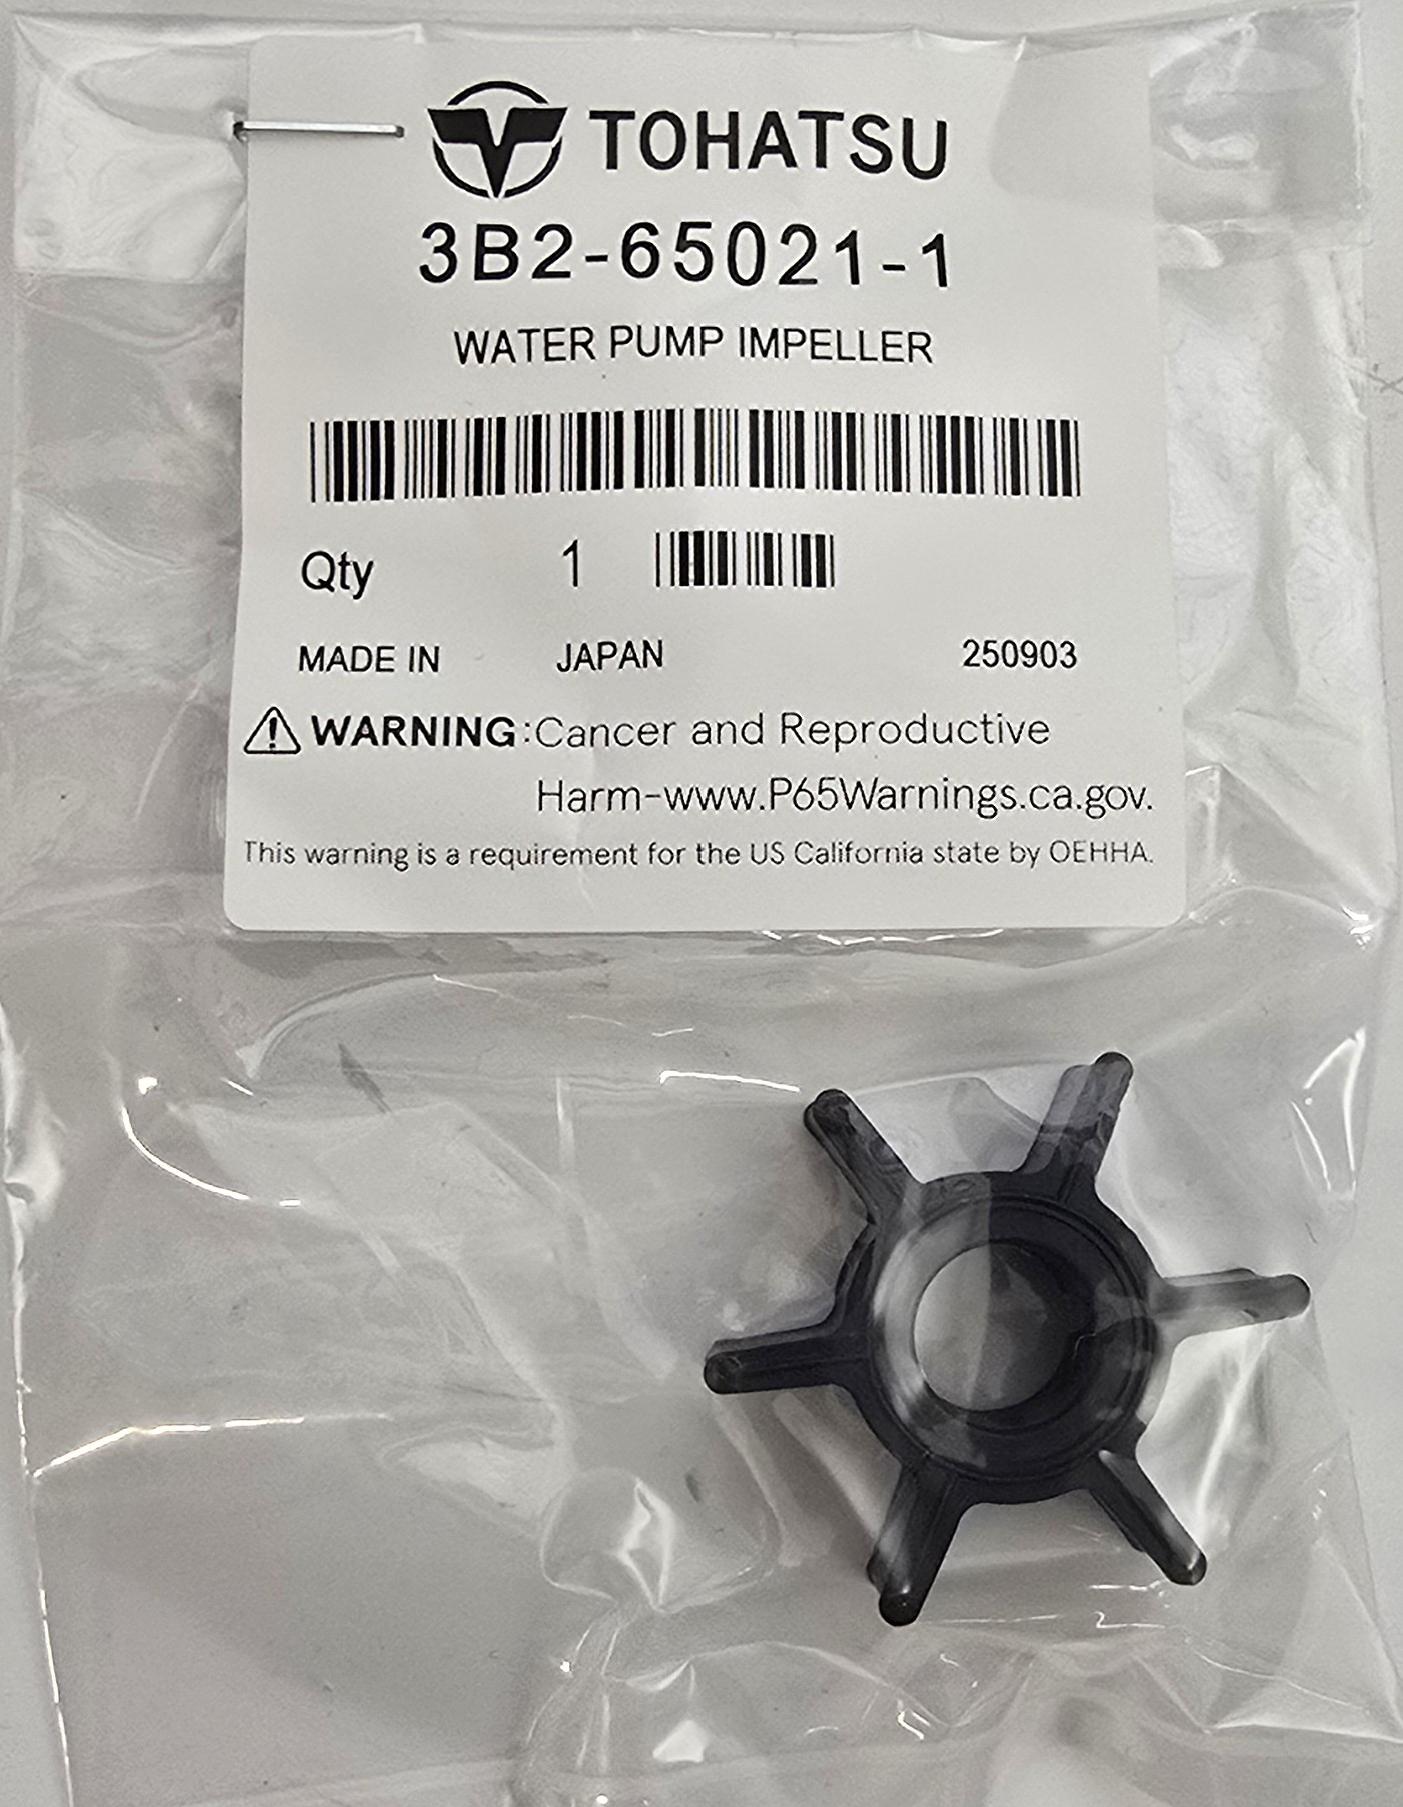 TOHATSU
3B2-65021-1
WATER PUMP IMPELLER
Qty 1
MADE IN JAPAN 250903
WARNING:Cancer and Reproductive
Harm-www.P65Warnings.ca.gov.
This warning is a requirement for the US California state by OEHHA.